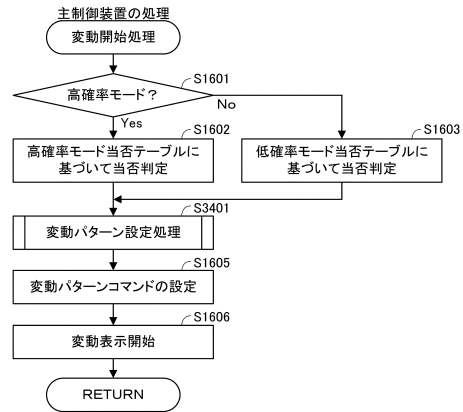 主制御装置の処理
変動開始処理
S1601
高確率モード？
No
Yes
S1602
高確率モード当否テーブルに
基づいて当否判定
S1603
低確率モード当否テーブルに
基づいて当否判定
S3401
変動パターン設定処理
S1605
変動パターンコマンドの設定
S1606
変動表示開始
RETURN